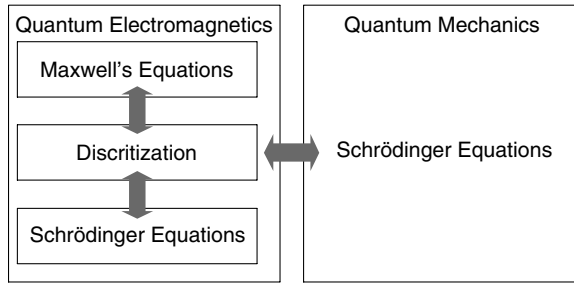 Quantum Electromagnetics
Maxwell's Equations
Discritization
Schrödinger Equations
Quantum Mechanics
Schrödinger Equations